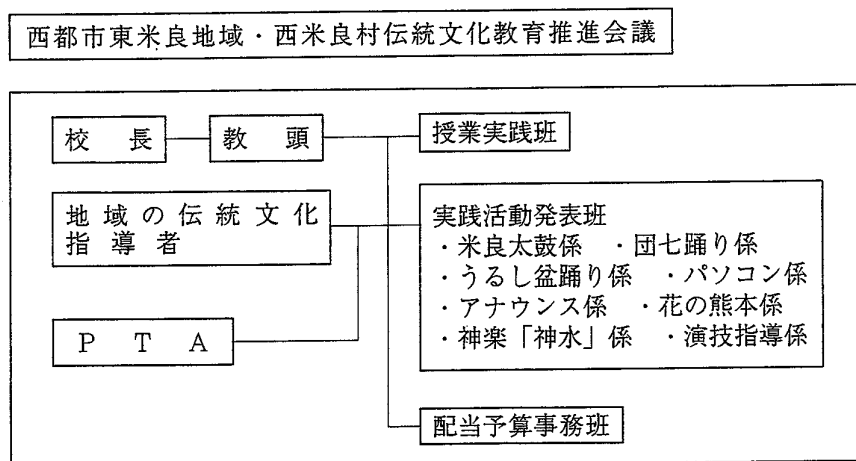 西都市東米良地域・西米良村伝統文化教育推進会議
校　長
教　頭
授業実践班
地域の伝統文化
指導者
実践活動発表班
・米良太鼓係　・団七踊り係
・うるし盆踊り係　・パソコン係
・アナウンス係　・花の熊本係
・神楽「神水」係　・演技指導係
P　T　A
配当予算事務班